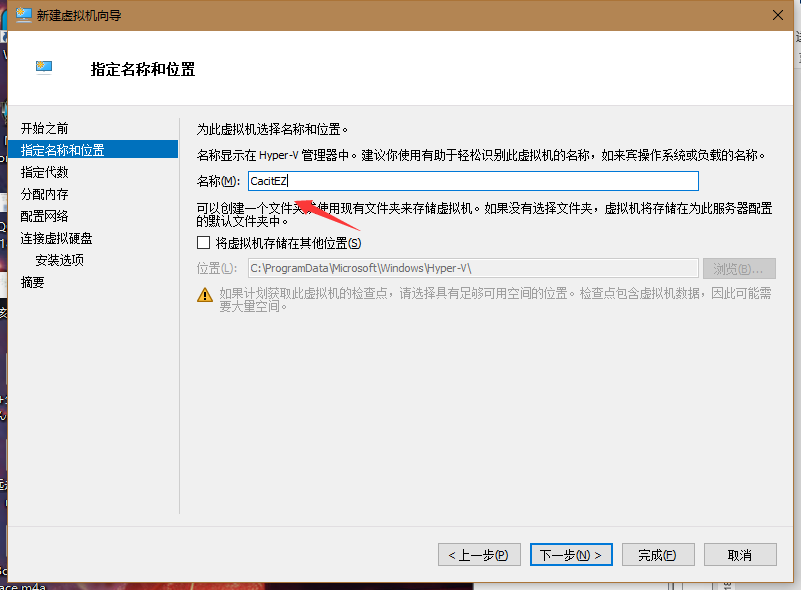 新建虚拟机向导
指定名称和位置
开始之前
指定名称和位置
指定代数
分配内存
配置网络
连接虚拟硬盘
安装选项
摘要
为此虚拟机选择名称和位置。
名称显示在 Hyper-V 管理器中。建议你使用有助于轻松识别此虚拟机的名称，如来宾操作系统或负载的名称。
名称(M):
CacitEZ
可以创建一个文件夹或使用现有文件夹来存储虚拟机。如果没有选择文件夹，虚拟机将存储在为此服务器配置
的默认文件夹中。
将虚拟机存储在其他位置(S)
位置(L):
C:\ProgramData\Microsoft\Windows\Hyper-V\
浏览(B)...
如果计划获取此虚拟机的检查点，请选择具有足够可用空间的位置。检查点包含虚拟机数据，因此可能需
要大量空间。
< 上一步(P)
下一步(N) >
完成(F)
取消
ace.m4a